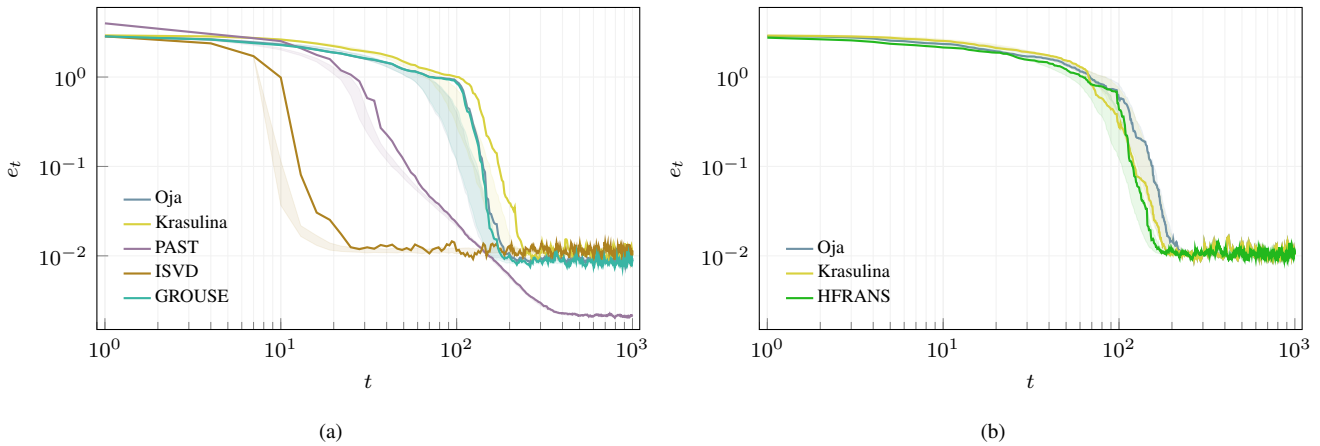 10^0
10^−1
10^−2
e_t
Oja
Krasulina
PAST
ISVD
GROUSE
10^0 10^1 10^2 10^3
t
(a)
10^0
10^−1
10^−2
e_t
Oja
Krasulina
HFRANS
10^0 10^1 10^2 10^3
t
(b)